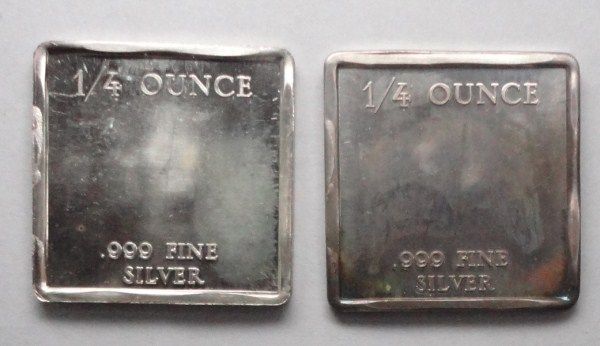 1/4 OUNCE
.999 FINE
SILVER
1/4 OUNCE
.999 FINE
SILVER